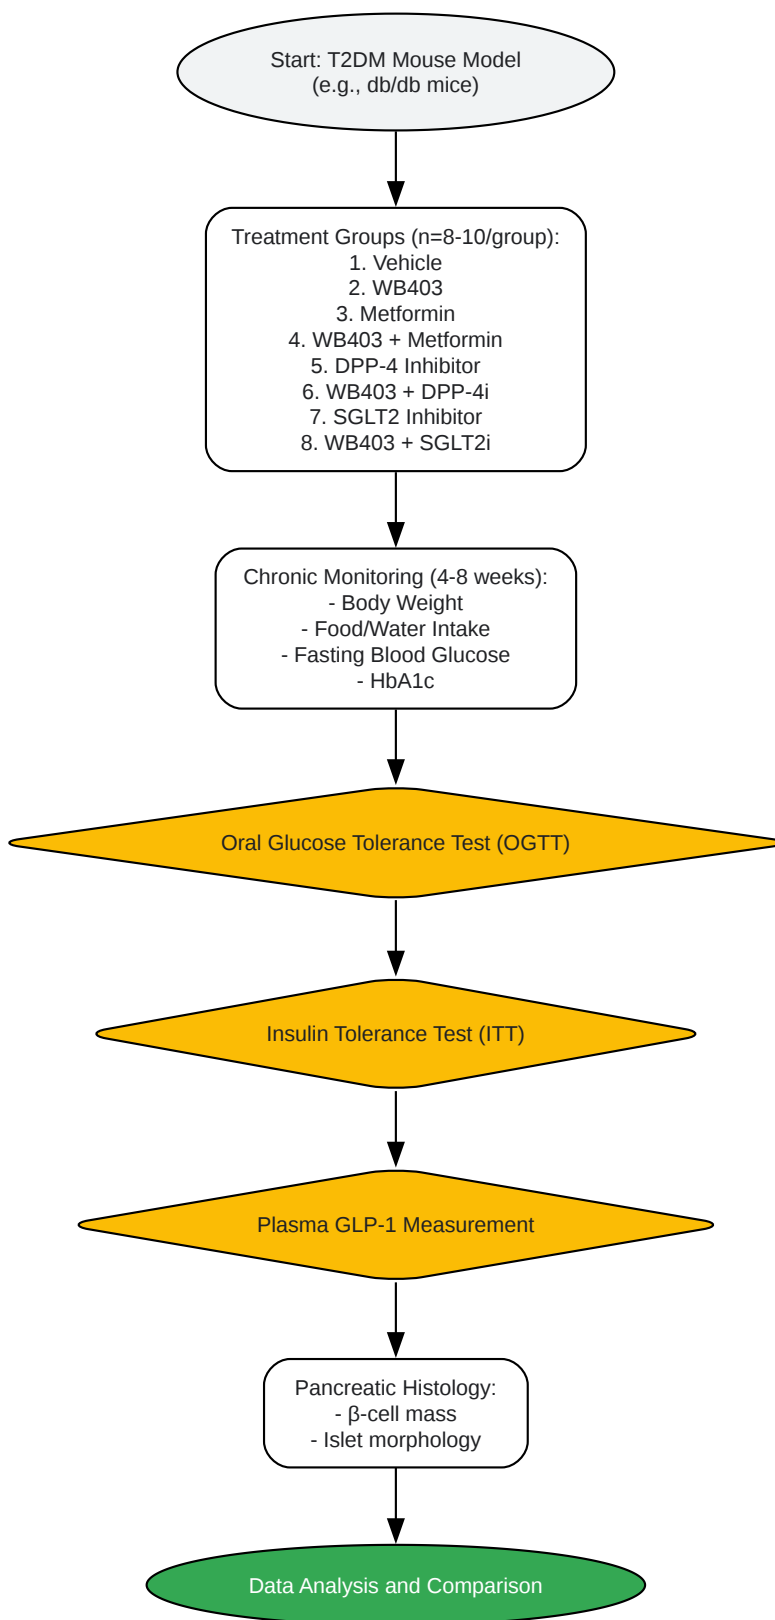 Start: T2DM Mouse Model
(e.g., db/db mice)
Treatment Groups (n=8-10/group):
1. Vehicle
2. WB403
3. Metformin
4. WB403 + Metformin
5. DPP-4 Inhibitor
6. WB403 + DPP-4i
7. SGLT2 Inhibitor
8. WB403 + SGLT2i
Chronic Monitoring (4-8 weeks):
- Body Weight
- Food/Water Intake
- Fasting Blood Glucose
- HbA1c
Oral Glucose Tolerance Test (OGTT)
Insulin Tolerance Test (ITT)
Plasma GLP-1 Measurement
Pancreatic Histology:
- β-cell mass
- Islet morphology
Data Analysis and Comparison